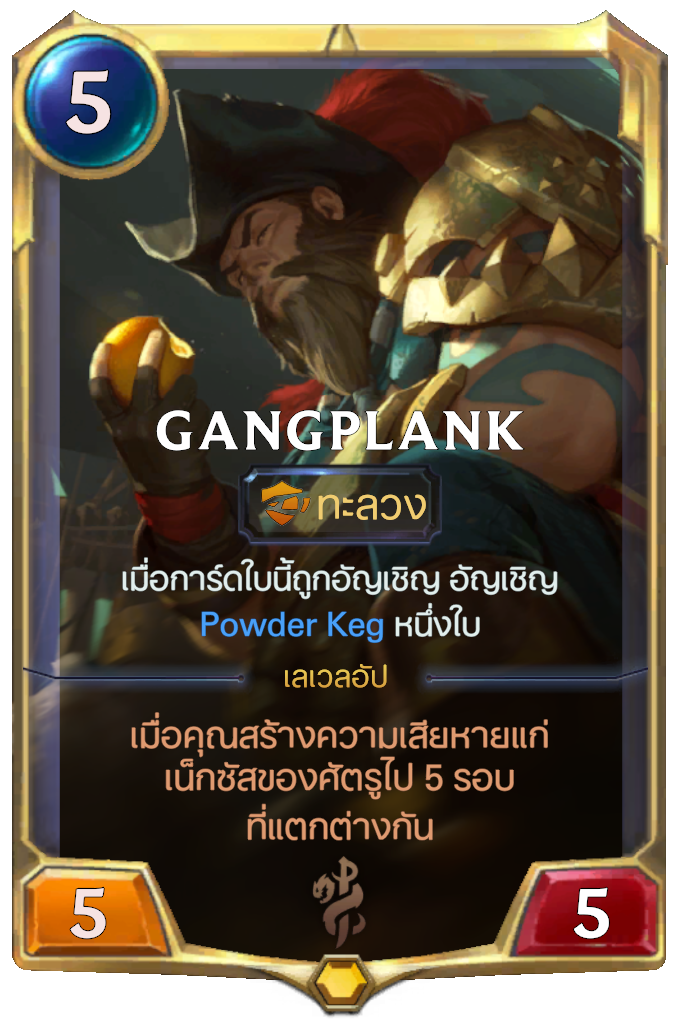 5
GANGPLANK
ทะลวง
เมื่อการ์ดใบนี้ถูกอัญเชิญ อัญเชิญ
Powder Keg หนึ่งใบ
เลเวลอัป
เมื่อคุณสร้างความเสียหายแก่
เน็กซัสของศัตรูไป 5 รอบ
ที่แตกต่างกัน
5
5